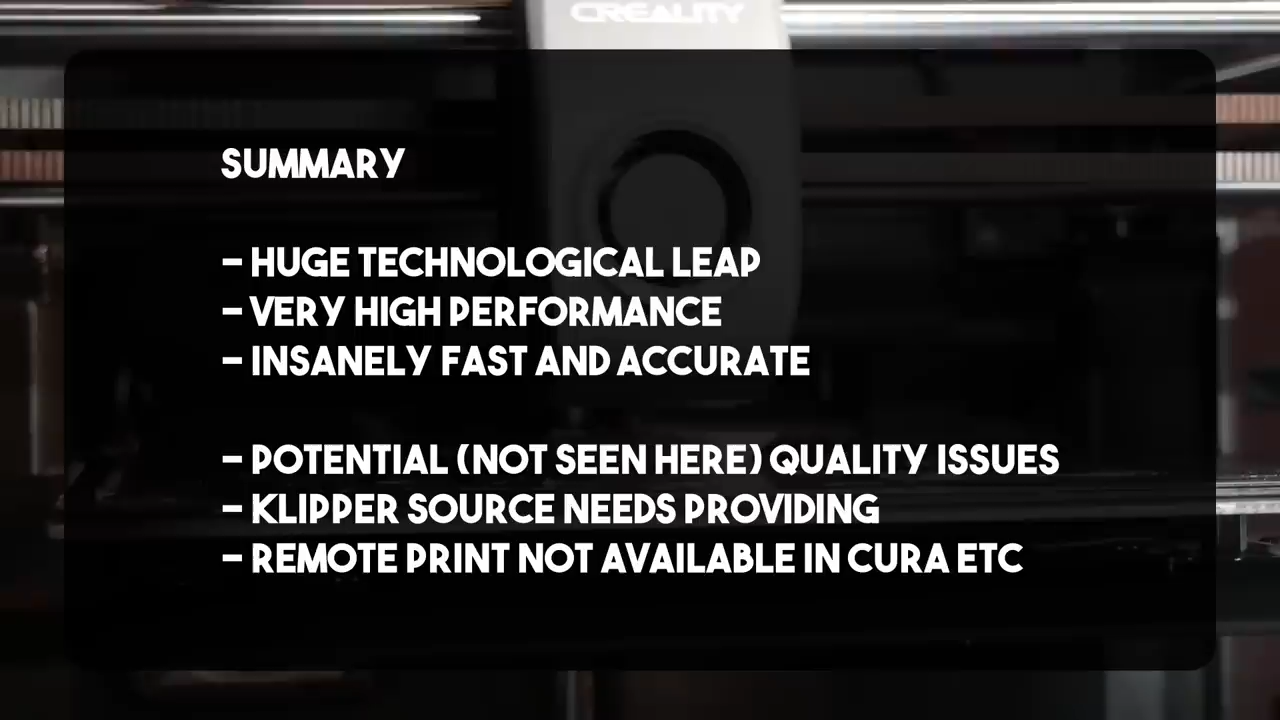 CREALITY
SUMMARY
- HUGE TECHNOLOGICAL LEAP
- VERY HIGH PERFORMANCE
- INSANELY FAST AND ACCURATE
- POTENTIAL (NOT SEEN HERE) QUALITY ISSUES
- KLIPPER SOURCE NEEDS PROVIDING
- REMOTE PRINT NOT AVAILABLE IN CURA ETC